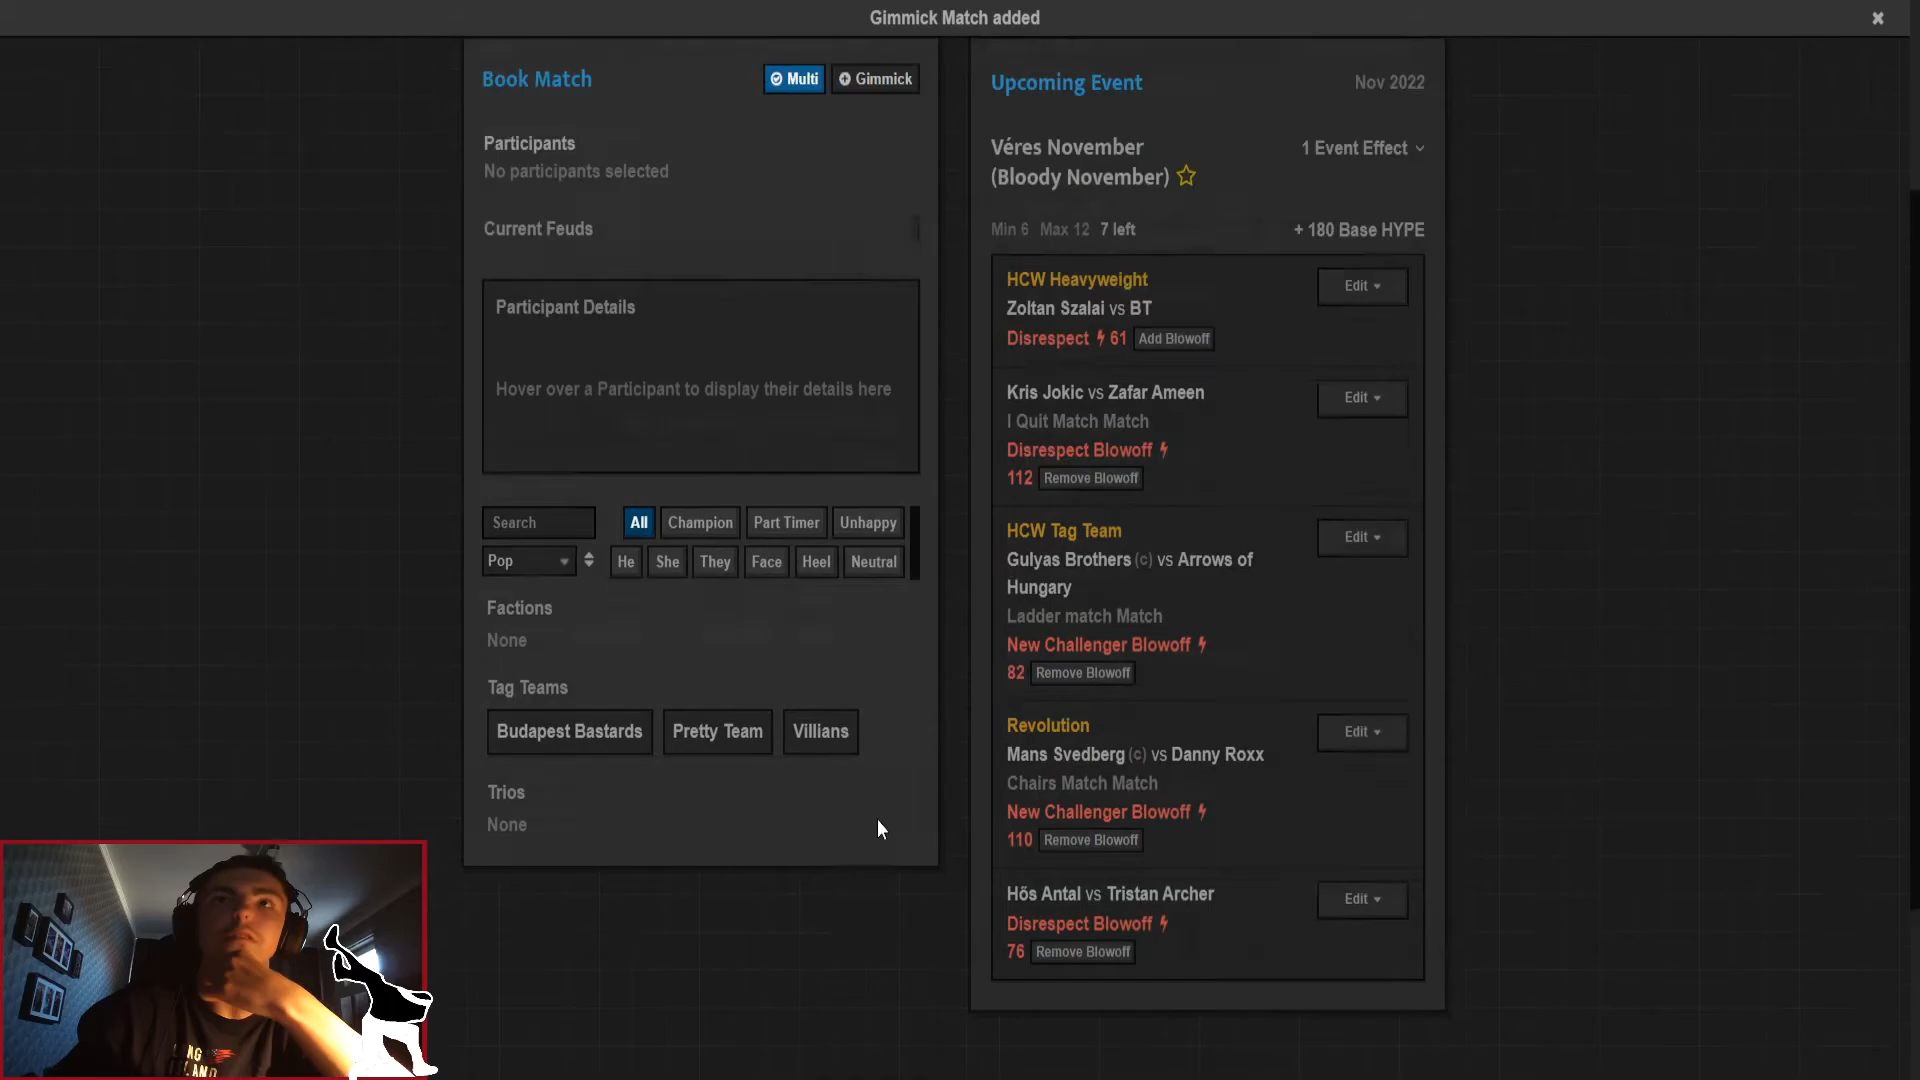 Gimmick Match added
Book Match
Multi
Gimmick
Participants
No participants selected
Current Feuds
Participant Details
Hover over a Participant to display their details here
Search
All
Champion
Part Timer
Unhappy
Pop
He
She
They
Face
Heel
Neutral
Factions
None
Tag Teams
Budapest Bastards
Pretty Team
Villians
Trios
None
Upcoming Event
Nov 2022
Véres November
(Bloody November)
1 Event Effect
Min 6 Max 12 7 left
+ 180 Base HYPE
HCW Heavyweight
Edit
Zoltan Szalai vs BT
Disrespect 61 Add Blowoff
Kris Jokic vs Zafar Ameen
Edit
I Quit Match Match
Disrespect Blowoff
112 Remove Blowoff
HCW Tag Team
Edit
Gulyas Brothers (c) vs Arrows of
Hungary
Ladder match Match
New Challenger Blowoff
82 Remove Blowoff
Revolution
Edit
Mans Svedberg (c) vs Danny Roxx
Chairs Match Match
New Challenger Blowoff
110 Remove Blowoff
Hős Antal vs Tristan Archer
Edit
Disrespect Blowoff
76 Remove Blowoff